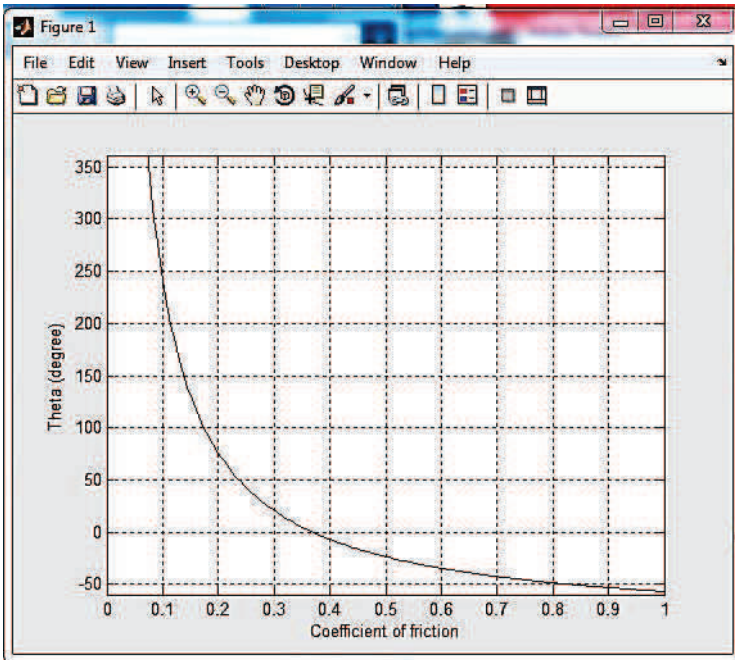 Figure 1
File Edit View Insert Tools Desktop Window Help
350
300
250
200
150
100
50
0
-50
Theta (degree)
0 0.1 0.2 0.3 0.4 0.5 0.6 0.7 0.8 0.9 1
Coefficient of friction